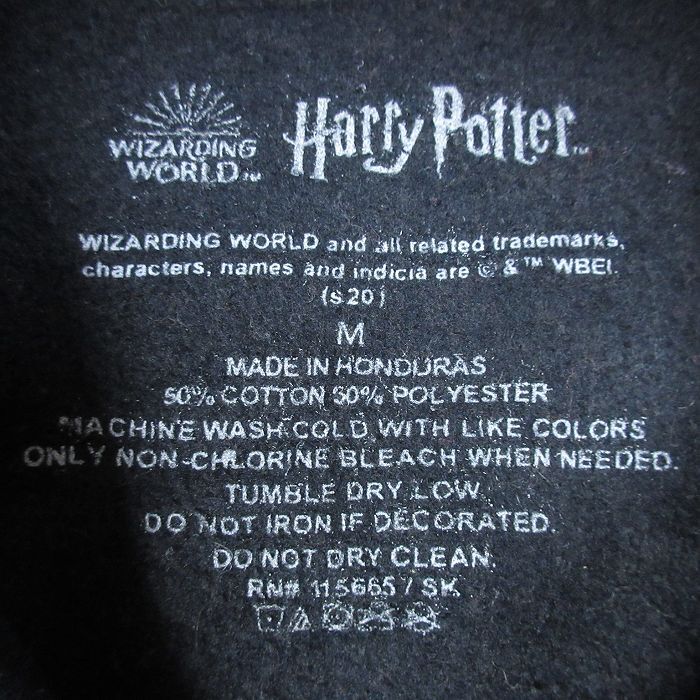 WIZARDING
WORLD™
Harry Potter™
WIZARDING WORLD and all related trademarks,
characters, names and indicia are © & ™ WBEI.
(s20)
M
MADE IN HONDURAS
50% COTTON 50% POLYESTER
MACHINE WASH COLD WITH LIKE COLORS
ONLY NON-CHLORINE BLEACH WHEN NEEDED.
TUMBLE DRY LOW
DO NOT IRON IF DECORATED.
DO NOT DRY CLEAN.
RN# 115665 / SK